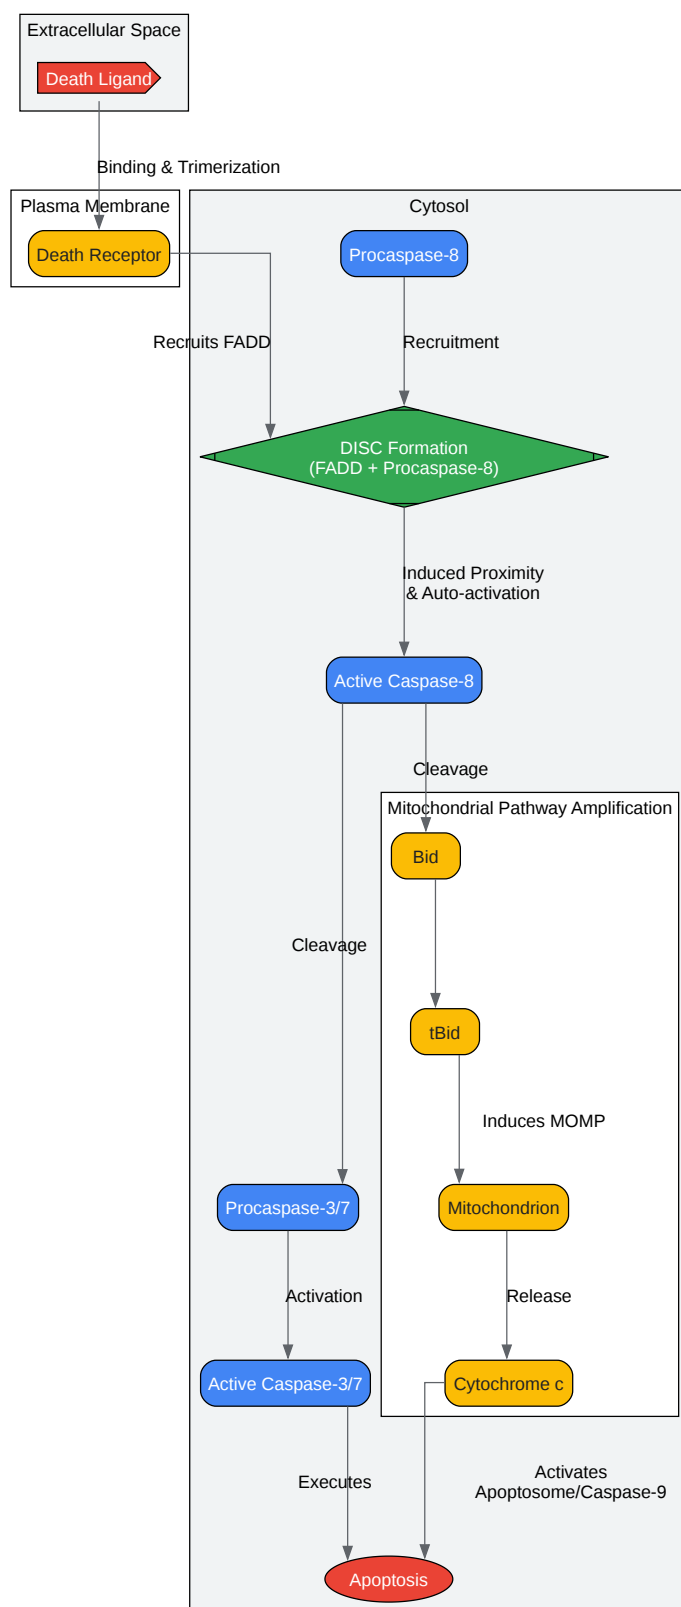 Extracellular Space
Death Ligand
Binding & Trimerization
Plasma Membrane
Death Receptor
Cytosol
Procaspase-8
Recruits FADD
Recruitment
DISC Formation
(FADD + Procaspase-8)
Induced Proximity
& Auto-activation
Active Caspase-8
Cleavage
Mitochondrial Pathway Amplification
Bid
Cleavage
tBid
Induces MOMP
Procaspase-3/7
Mitochondrion
Activation
Release
Active Caspase-3/7
Cytochrome c
Executes
Activates
Apoptosome/Caspase-9
Apoptosis